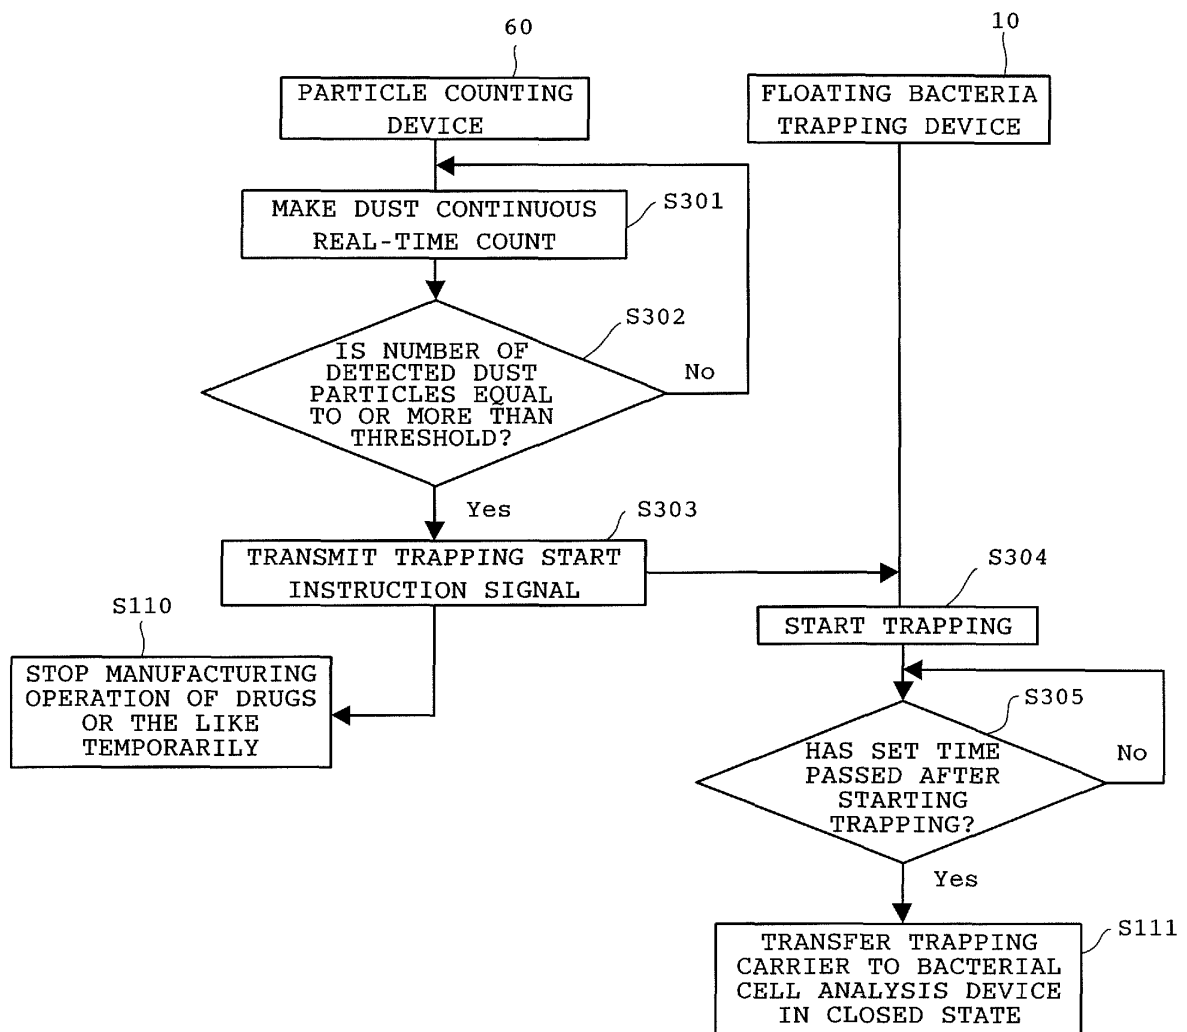 60
10
PARTICLE COUNTING
DEVICE
FLOATING BACTERIA
TRAPPING DEVICE
MAKE DUST CONTINUOUS
REAL-TIME COUNT
S301
S302
IS NUMBER OF
DETECTED DUST
PARTICLES EQUAL
TO OR MORE THAN
THRESHOLD?
No
Yes
S303
TRANSMIT TRAPPING START
INSTRUCTION SIGNAL
S304
START TRAPPING
S110
STOP MANUFACTURING
OPERATION OF DRUGS
OR THE LIKE
TEMPORARILY
S305
HAS SET TIME
PASSED AFTER
STARTING
TRAPPING?
No
Yes
S111
TRANSFER TRAPPING
CARRIER TO BACTERIAL
CELL ANALYSIS DEVICE
IN CLOSED STATE